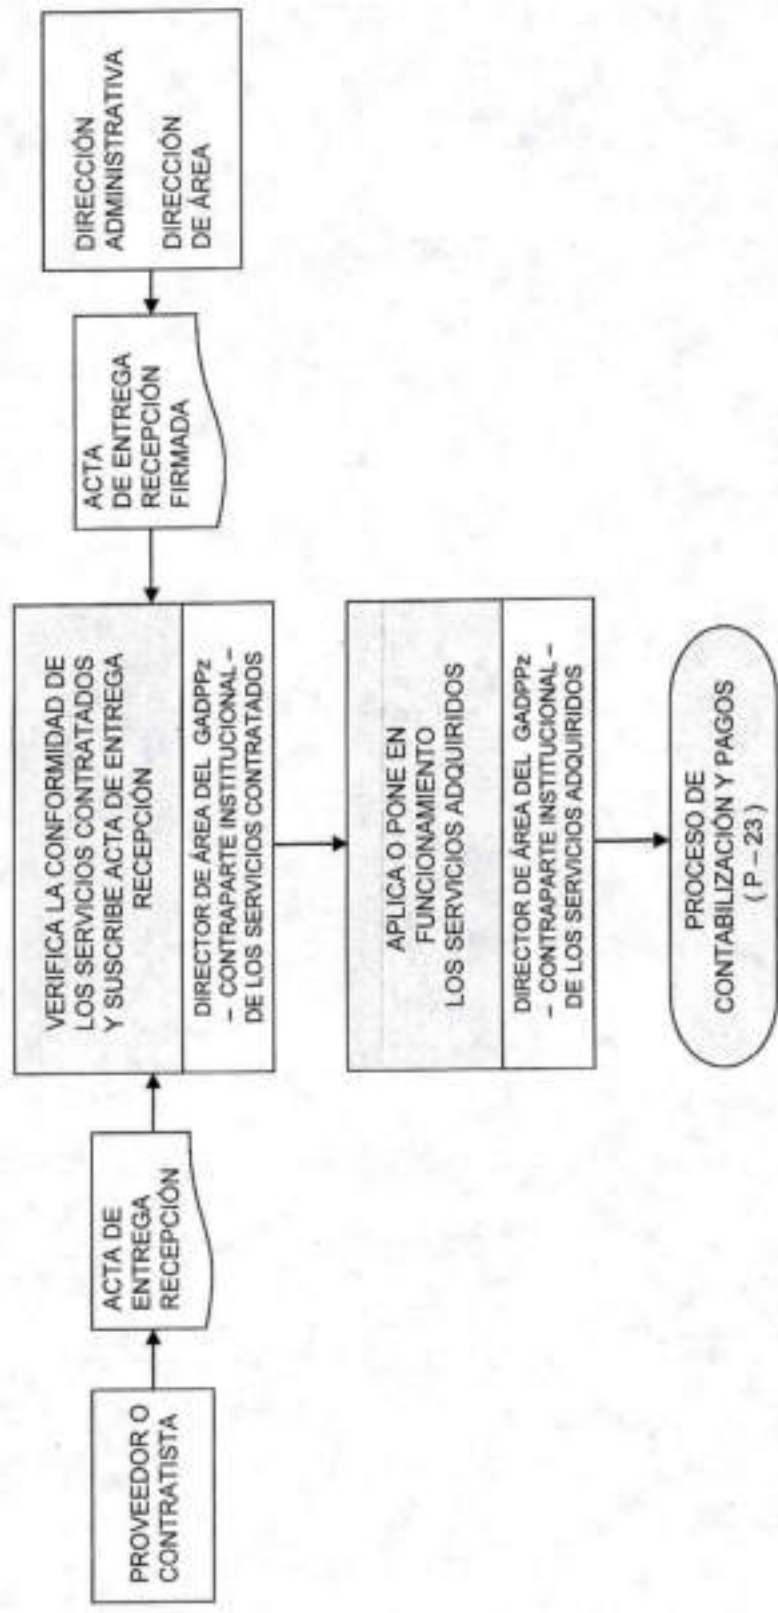 PROVEEDOR O
CONTRATISTA
ACTA DE
ENTREGA
RECEPCIÓN
VERIFICA LA CONFORMIDAD DE
LOS SERVICIOS CONTRATADOS
Y SUSCRIBE ACTA DE ENTREGA
RECEPCIÓN
DIRECTOR DE ÁREA DEL GADPPz
– CONTRAPARTE INSTITUCIONAL –
DE LOS SERVICIOS CONTRATADOS
ACTA
DE ENTREGA
RECEPCIÓN
FIRMADA
DIRECCIÓN
ADMINISTRATIVA
DIRECCIÓN
DE ÁREA
APLICA O PONE EN
FUNCIONAMIENTO
LOS SERVICIOS ADQUIRIDOS
DIRECTOR DE ÁREA DEL GADPPz
– CONTRAPARTE INSTITUCIONAL –
DE LOS SERVICIOS ADQUIRIDOS
PROCESO DE
CONTABILIZACIÓN Y PAGOS
( P – 23 )